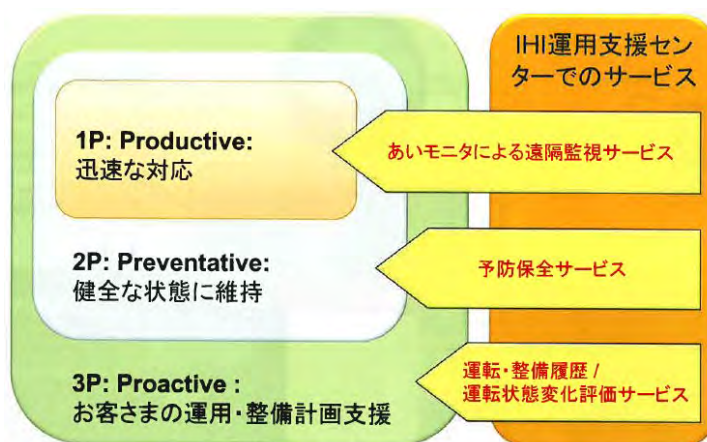 IHI運用支援セン
ターでのサービス
1P: Productive:
迅速な対応
あいモニタによる遠隔監視サービス
2P: Preventative:
健全な状態に維持
予防保全サービス
3P: Proactive :
お客さまの運用・整備計画支援
運転・整備履歴 /
運転状態変化評価サービス